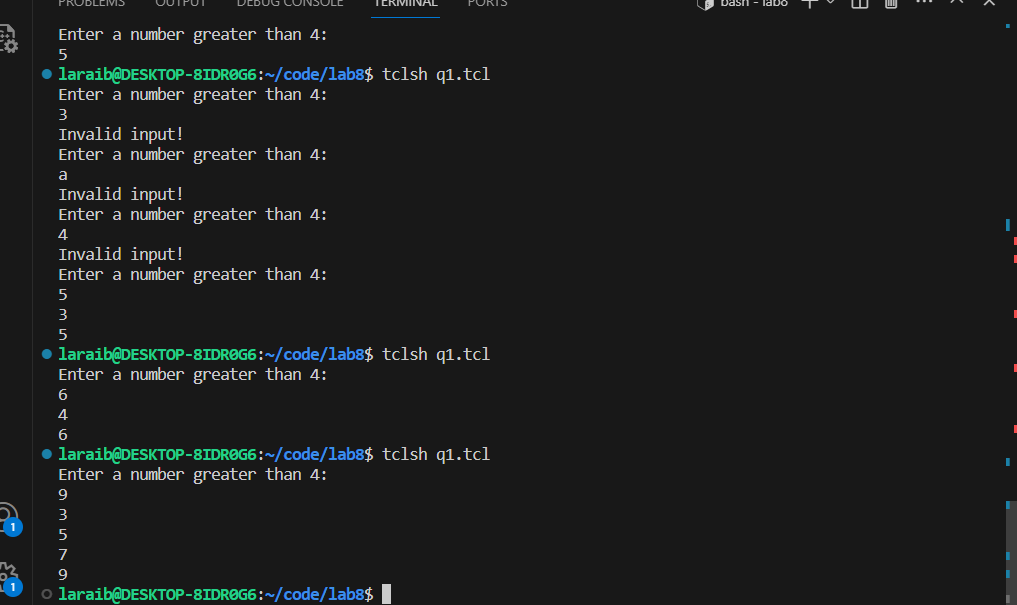 PROBLEMS OUTPUT DEBUG CONSOLE TERMINAL PORTS bash - lab8
Enter a number greater than 4:
5
laraib@DESKTOP-8IDR0G6:~/code/lab8$ tclsh q1.tcl
Enter a number greater than 4:
3
Invalid input!
Enter a number greater than 4:
a
Invalid input!
Enter a number greater than 4:
4
Invalid input!
Enter a number greater than 4:
5
3
5
laraib@DESKTOP-8IDR0G6:~/code/lab8$ tclsh q1.tcl
Enter a number greater than 4:
6
4
6
laraib@DESKTOP-8IDR0G6:~/code/lab8$ tclsh q1.tcl
Enter a number greater than 4:
9
3
5
7
9
laraib@DESKTOP-8IDR0G6:~/code/lab8$
1
1